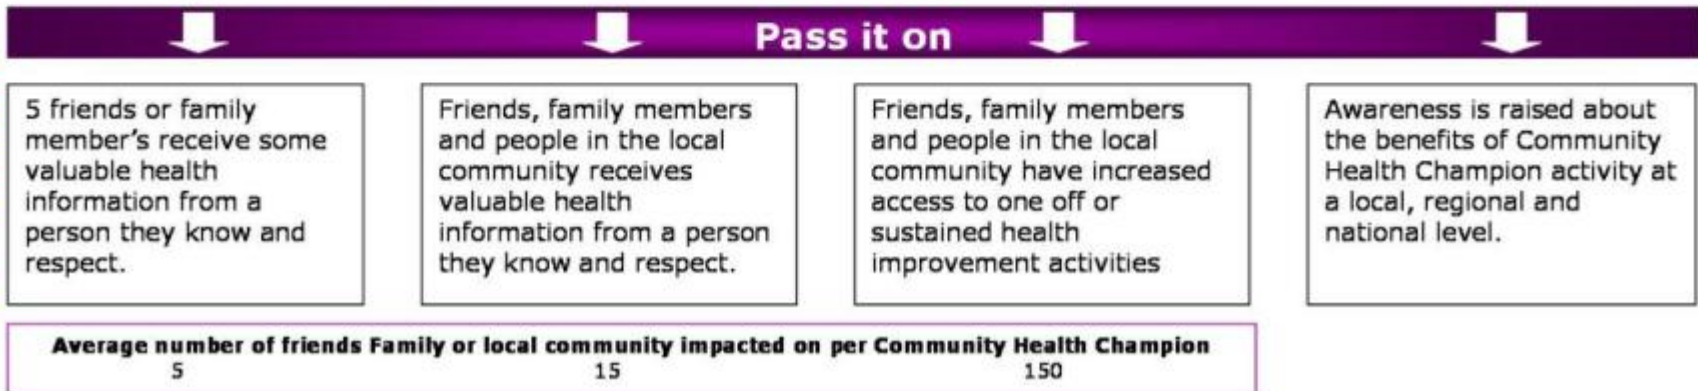 Pass it on
5 friends or family
member's receive some
valuable health
information from a
person they know and
respect.
Friends, family members
and people in the local
community receives
valuable health
information from a person
they know and respect.
Friends, family members
and people in the local
community have increased
access to one off or
sustained health
improvement activities
Awareness is raised about
the benefits of Community
Health Champion activity at
a local, regional and
national level.
Average number of friends Family or local community impacted on per Community Health Champion
5 15 150